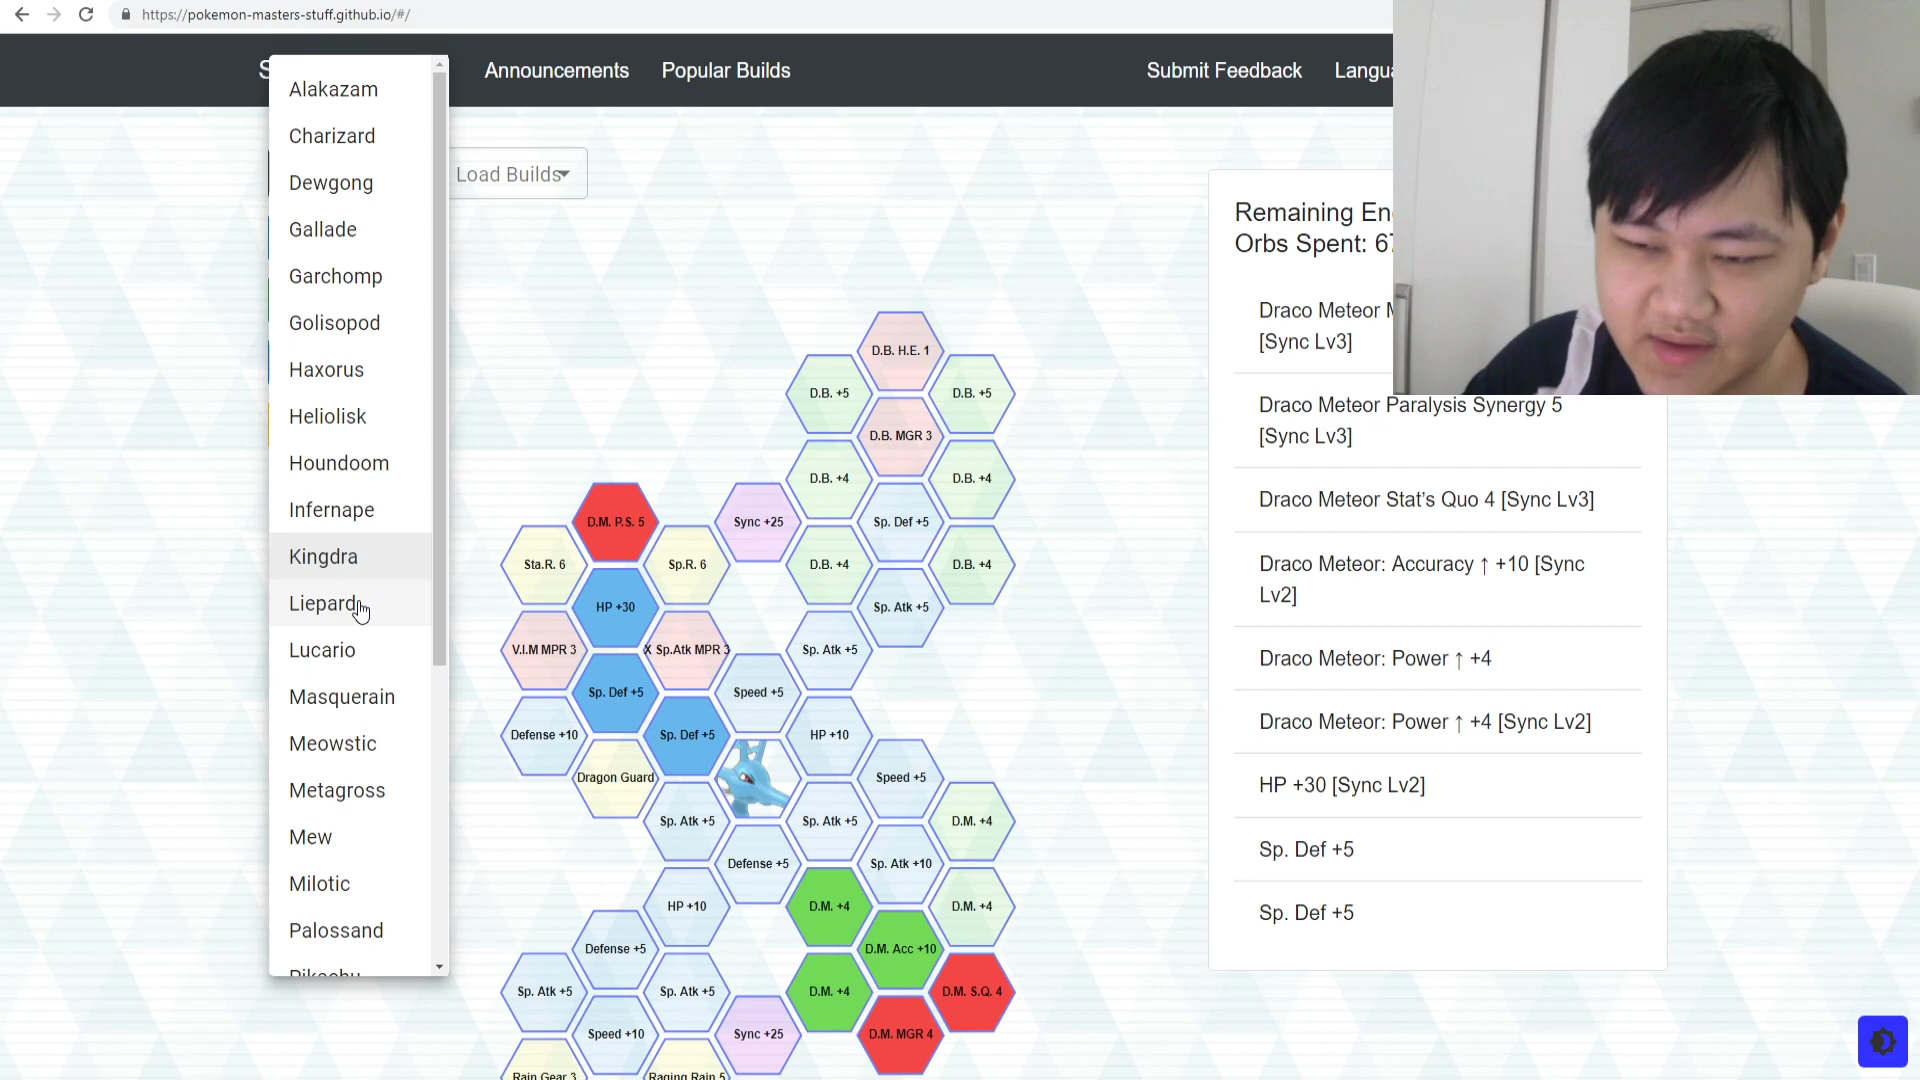 https://pokemon-masters-stuff.github.io/#/
S
Announcements
Popular Builds
Submit Feedback
Langua
Alakazam
Charizard
Dewgong
Gallade
Garchomp
Golisopod
Haxorus
Heliolisk
Houndoom
Infernape
Kingdra
Liepard
Lucario
Masquerain
Meowstic
Metagross
Mew
Milotic
Palossand
Pikachu
Load Builds
D.B. H.E. 1
D.B. +5
D.B. +5
D.B. MGR 3
D.B. +4
D.B. +4
D.M. P.S. 5
Sync +25
Sp. Def +5
Sta.R. 6
Sp.R. 6
D.B. +4
D.B. +4
HP +30
Sp. Atk +5
V.I.M MPR 3
X Sp.Atk MPR 3
Sp. Atk +5
Sp. Def +5
Speed +5
Defense +10
Sp. Def +5
HP +10
Dragon Guard
Speed +5
Sp. Atk +5
Sp. Atk +5
D.M. +4
Defense +5
Sp. Atk +10
HP +10
D.M. +4
D.M. +4
Defense +5
D.M. Acc +10
Sp. Atk +5
Sp. Atk +5
D.M. +4
D.M. S.Q. 4
Speed +10
Sync +25
D.M. MGR 4
Rain Gear 3
Raging Rain 5
Remaining En
Orbs Spent: 67
Draco Meteor M
[Sync Lv3]
Draco Meteor Paralysis Synergy 5
[Sync Lv3]
Draco Meteor Stat's Quo 4 [Sync Lv3]
Draco Meteor: Accuracy ↑ +10 [Sync
Lv2]
Draco Meteor: Power ↑ +4
Draco Meteor: Power ↑ +4 [Sync Lv2]
HP +30 [Sync Lv2]
Sp. Def +5
Sp. Def +5